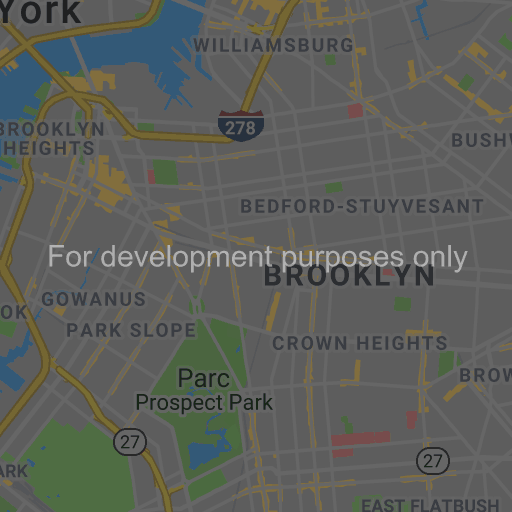 York
WILLIAMSBURG
278
BROOKLYN
HEIGHTS
BUSHW
BEDFORD-STUYVESANT
For development purposes only
BROOKLYN
GOWANUS
OK
PARK SLOPE
CROWN HEIGHTS
Parc
Prospect Park
BROW
27
27
ARK
EAST FLATBUSH